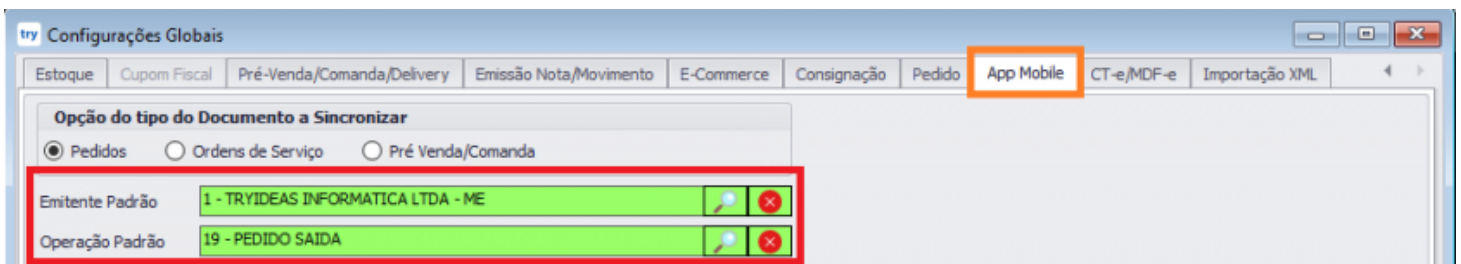 try Configurações Globais
Estoque Cupom Fiscal Pré-Venda/Comanda/Delivery Emissão Nota/Movimento E-Commerce Consignação Pedido App Mobile CT-e/MDF-e Importação XML
Opção do tipo do Documento a Sincronizar
Pedidos Ordens de Serviço Pré Venda/Comanda
Emitente Padrão 1 - TRYIDEAS INFORMATICA LTDA - ME
Operação Padrão 19 - PEDIDO SAIDA